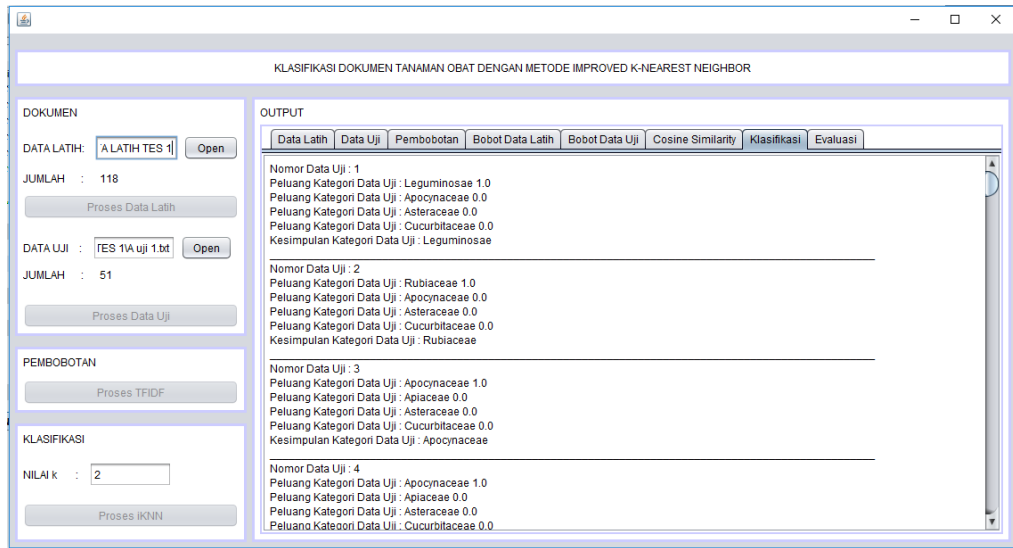 KLASIFIKASI DOKUMEN TANAMAN OBAT DENGAN METODE IMPROVED K-NEAREST NEIGHBOR
DOKUMEN
DATA LATIH: 'A LATIH TES 1 Open
JUMLAH : 118
Proses Data Latih
DATA UJI : TES 1\A uji 1.txt Open
JUMLAH : 51
Proses Data Uji
PEMBOBOTAN
Proses TFIDF
KLASIFIKASI
NILAI k : 2
Proses iKNN
OUTPUT
Data Latih Data Uji Pembobotan Bobot Data Latih Bobot Data Uji Cosine Similarity Klasifikasi Evaluasi
Nomor Data Uji : 1
Peluang Kategori Data Uji : Leguminosae 1.0
Peluang Kategori Data Uji : Apocynaceae 0.0
Peluang Kategori Data Uji : Asteraceae 0.0
Peluang Kategori Data Uji : Cucurbitaceae 0.0
Kesimpulan Kategori Data Uji : Leguminosae
Nomor Data Uji : 2
Peluang Kategori Data Uji : Rubiaceae 1.0
Peluang Kategori Data Uji : Apocynaceae 0.0
Peluang Kategori Data Uji : Asteraceae 0.0
Peluang Kategori Data Uji : Cucurbitaceae 0.0
Kesimpulan Kategori Data Uji : Rubiaceae
Nomor Data Uji : 3
Peluang Kategori Data Uji : Apocynaceae 1.0
Peluang Kategori Data Uji : Apiaceae 0.0
Peluang Kategori Data Uji : Asteraceae 0.0
Peluang Kategori Data Uji : Cucurbitaceae 0.0
Kesimpulan Kategori Data Uji : Apocynaceae
Nomor Data Uji : 4
Peluang Kategori Data Uji : Apocynaceae 1.0
Peluang Kategori Data Uji : Apiaceae 0.0
Peluang Kategori Data Uji : Asteraceae 0.0
Peluang Kategori Data Uji : Cucurbitaceae 0.0